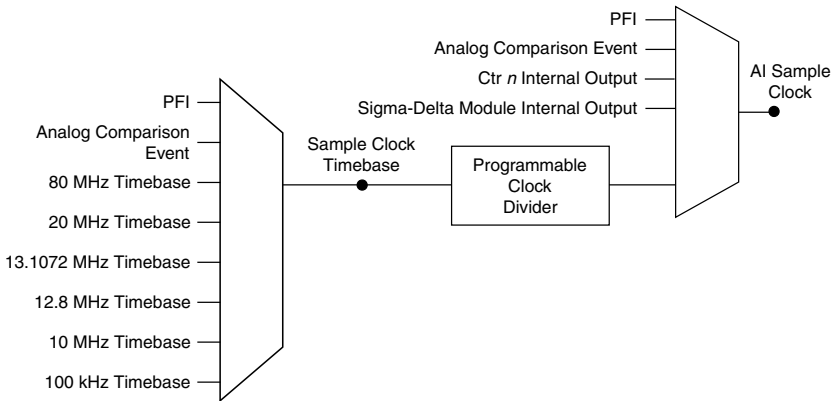 PFI
Analog Comparison Event
Ctr n Internal Output
Sigma-Delta Module Internal Output
AI Sample
Clock
PFI
Analog Comparison
Event
80 MHz Timebase
20 MHz Timebase
13.1072 MHz Timebase
12.8 MHz Timebase
10 MHz Timebase
100 kHz Timebase
Sample Clock
Timebase
Programmable
Clock
Divider